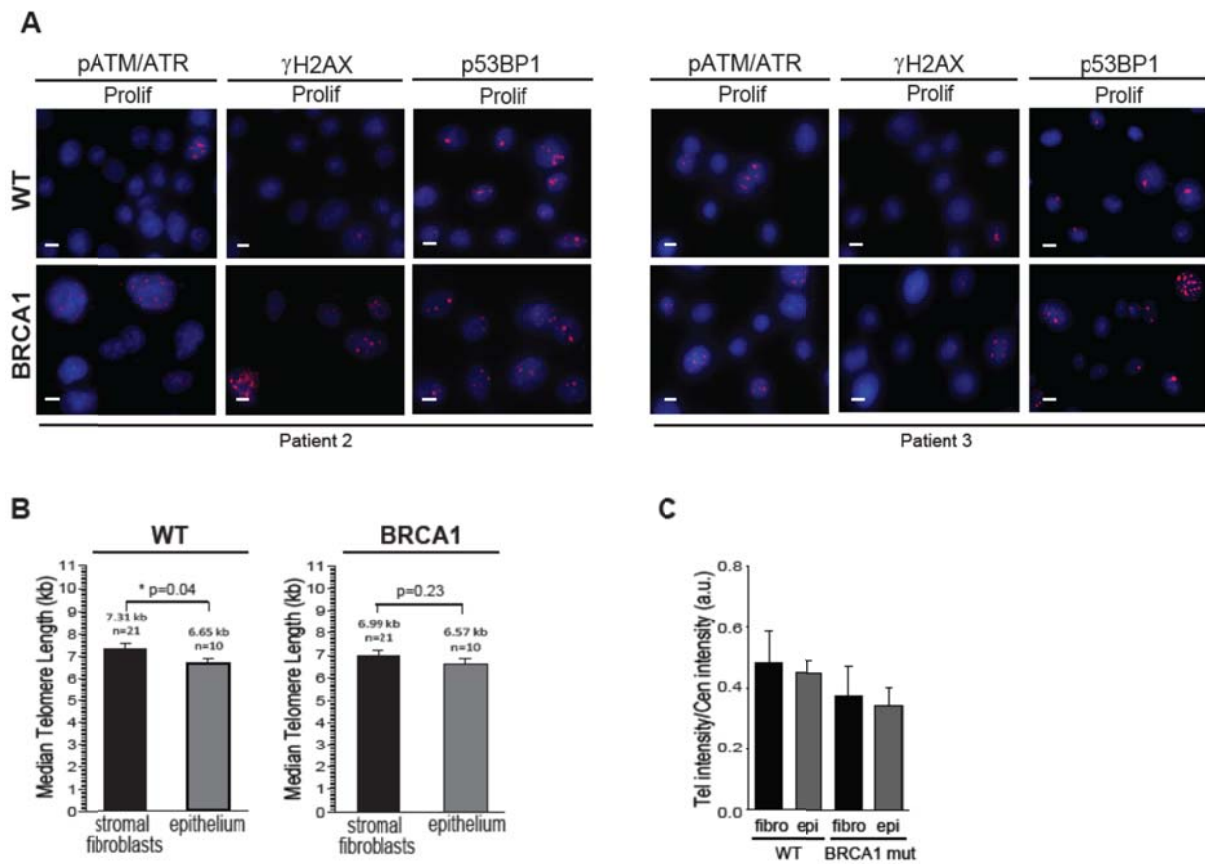 A
pATM/ATR γH2AX p53BP1 pATM/ATR γH2AX p53BP1
Prolif Prolif Prolif Prolif Prolif Prolif
WT
BRCA1
Patient 2 Patient 3
B
WT BRCA1
Median Telomere Length (kb)
11
10
9
8
7
6
5
4
3
2
1
0
* p=0.04
7.31 kb
n=21
6.65 kb
n=10
stromal fibroblasts
epithelium
Median Telomere Length (kb)
11
10
9
8
7
6
5
4
3
2
1
0
p=0.23
6.99 kb
n=21
6.57 kb
n=10
stromal fibroblasts
epithelium
C
Tel intensity/Cen intensity (a.u.)
0.8
0.6
0.4
0.2
0.0
fibro epi fibro epi
WT BRCA1 mut